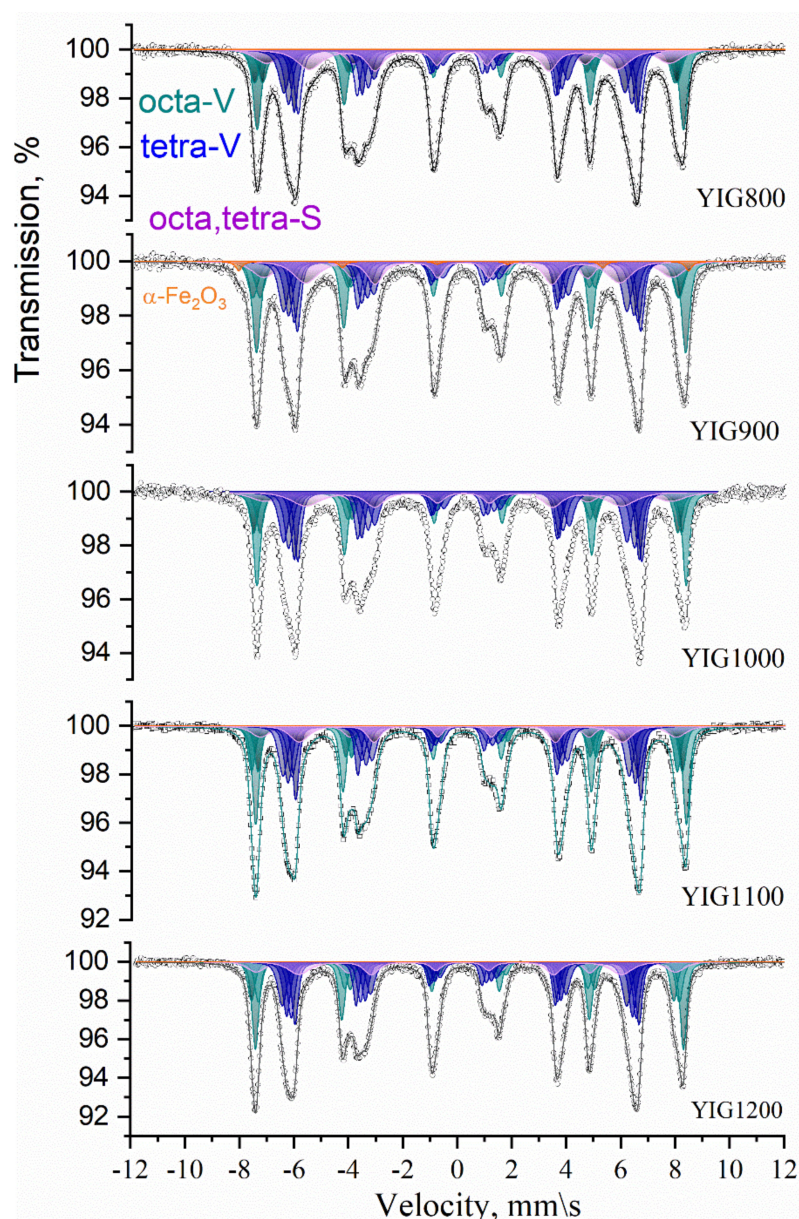 Transmission, %
100
98
96
94
octa-V
tetra-V
octa,tetra-S
YIG800
100
98
96
94
α-Fe₂O₃
YIG900
100
98
96
94
YIG1000
100
98
96
94
92
YIG1100
100
98
96
94
92
YIG1200
-12 -10 -8 -6 -4 -2 0 2 4 6 8 10 12
Velocity, mm\s